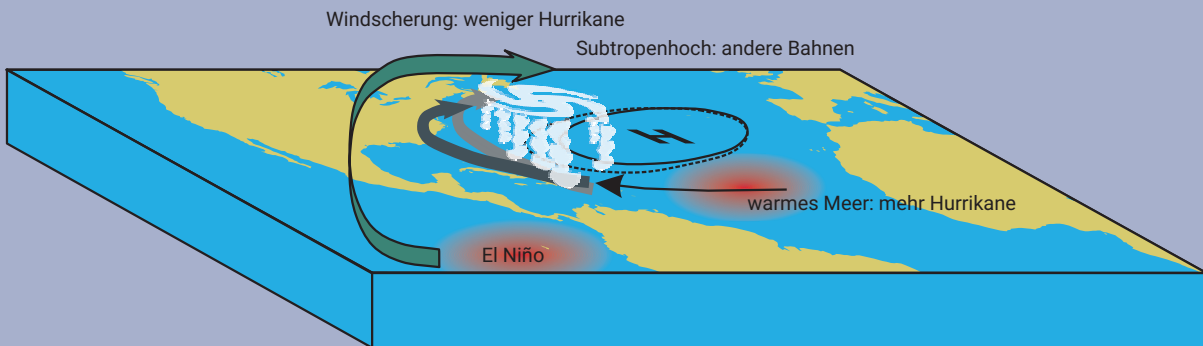 Windscherung: weniger Hurrikane
Subtropenhoch: andere Bahnen
H
warmes Meer: mehr Hurrikane
El Niño